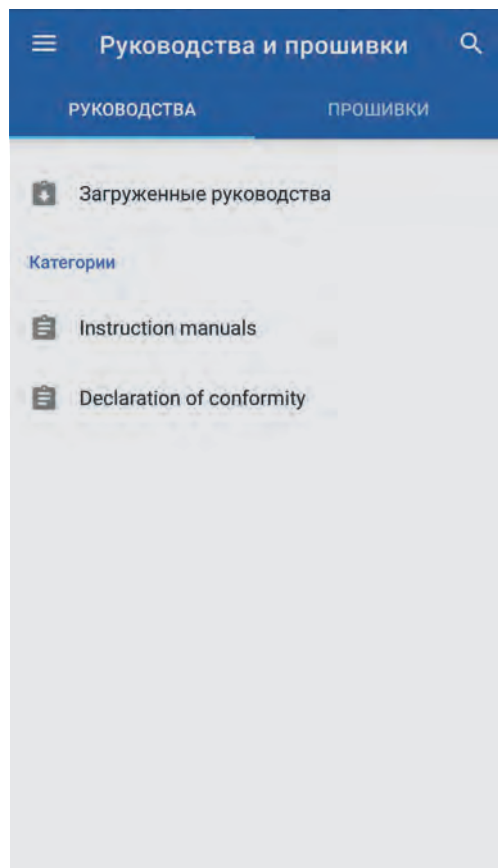 Руководства и прошивки
РУКОВОДСТВА ПРОШИВКИ
Загруженные руководства
Категории
Instruction manuals
Declaration of conformity